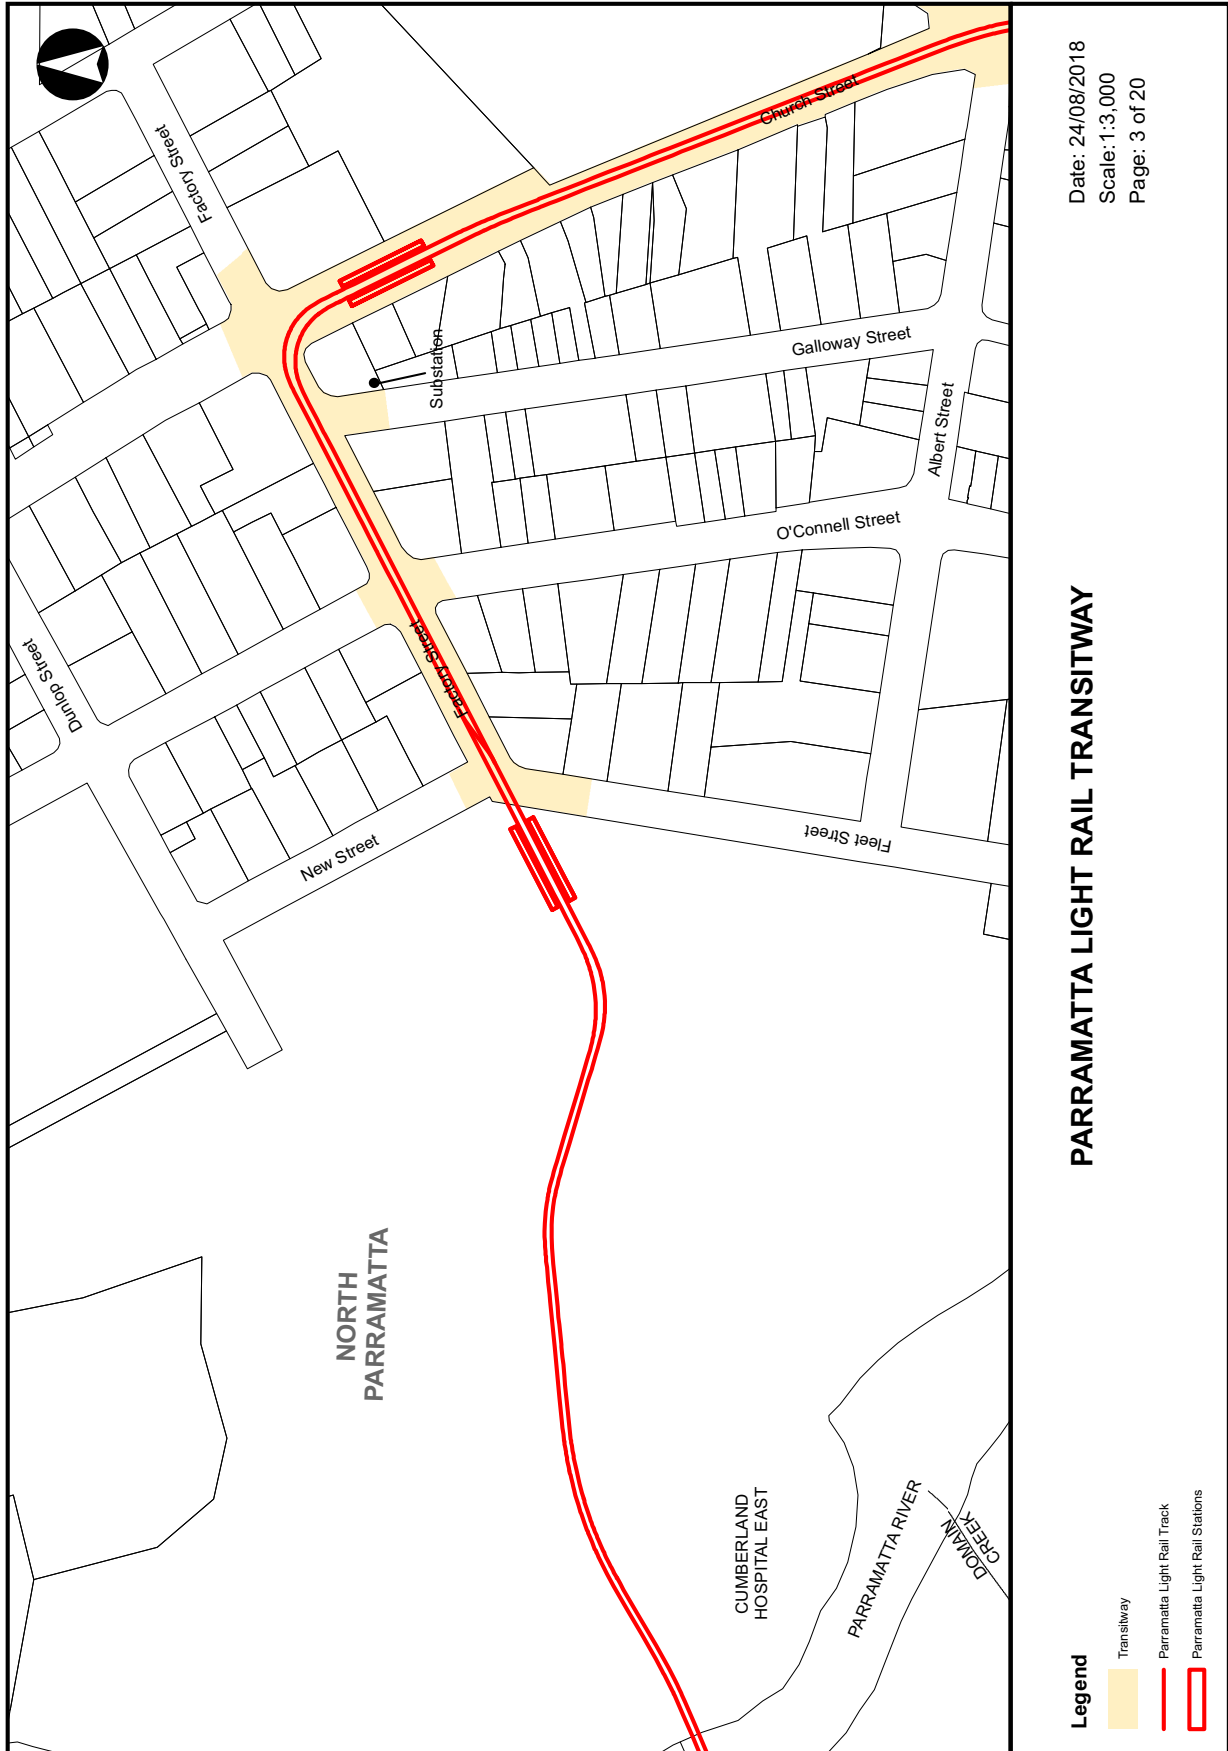 Factory Street
Church Street
Substation
Galloway Street
Albert Street
O'Connell Street
Dunlop Street
Factory Street
New Street
Fleet Street
NORTH
PARRAMATTA
CUMBERLAND
HOSPITAL EAST
PARRAMATTA RIVER
DOMAIN
CREEK
Legend
Transitway
Parramatta Light Rail Track
Parramatta Light Rail Stations
PARRAMATTA LIGHT RAIL TRANSITWAY
Date: 24/08/2018
Scale:1:3,000
Page: 3 of 20